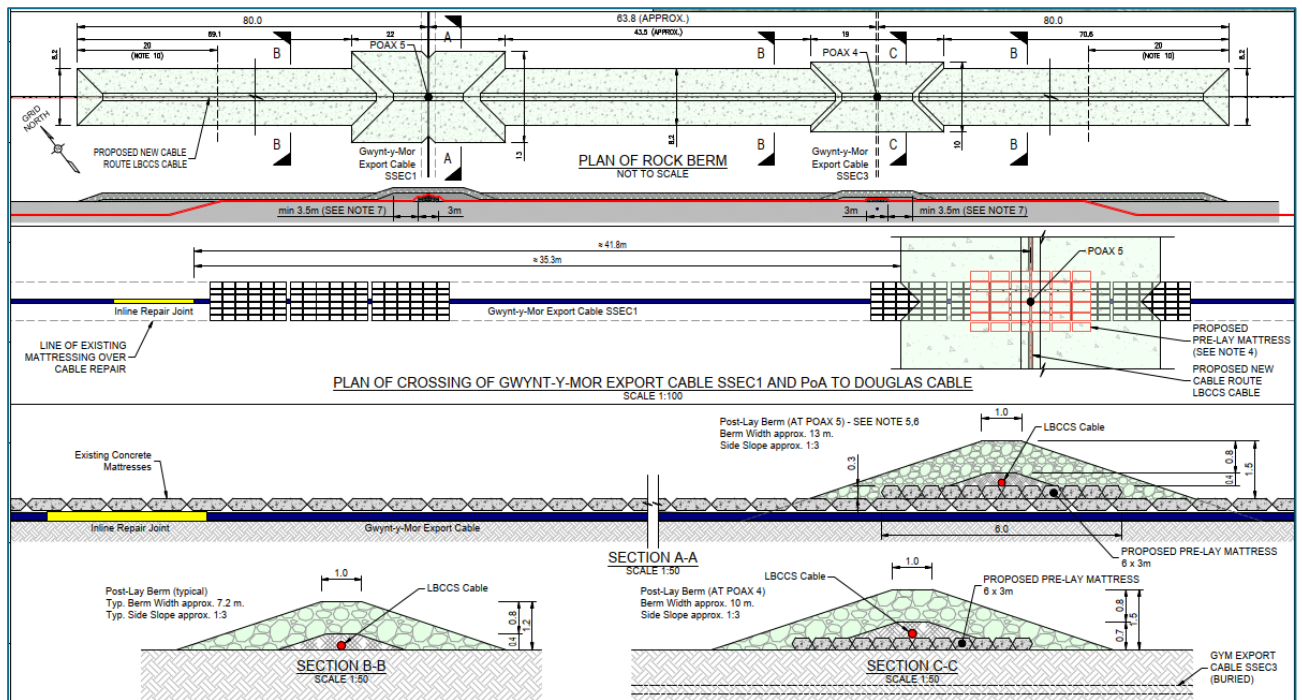 80.0
63.8 (APPROX.)
80.0
69.1
22
43.5 (APPROX.)
19
70.6
20
(NOTE 10)
20
(NOTE 10)
B
A
B
C
B
POAX 5
POAX 4
8.2
8.2
8.2
13
10
GRID
NORTH
PROPOSED NEW CABLE
ROUTE LBCCS CABLE
B
A
B
C
B
Gwynt-y-Mor
Export Cable
SSEC1
PLAN OF ROCK BERM
NOT TO SCALE
Gwynt-y-Mor
Export Cable
SSEC3
min 3.5m (SEE NOTE 7)
3m
3m
min 3.5m (SEE NOTE 7)
≈ 41.8m
≈ 35.3m
POAX 5
Inline Repair Joint
Gwynt-y-Mor Export Cable SSEC1
LINE OF EXISTING
MATTRESSING OVER
CABLE REPAIR
PROPOSED
PRE-LAY MATTRESS
(SEE NOTE 4)
PROPOSED NEW
CABLE ROUTE
LBCCS CABLE
PLAN OF CROSSING OF GWYNT-Y-MOR EXPORT CABLE SSEC1 AND PoA TO DOUGLAS CABLE
SCALE 1:100
Post-Lay Berm (AT POAX 5) - SEE NOTE 5,6
Berm Width approx. 13 m.
Side Slope approx. 1:3
1.0
LBCCS Cable
Existing Concrete
Mattresses
0.3
0.8
0.4
1.5
Inline Repair Joint
Gwynt-y-Mor Export Cable
6.0
SECTION A-A
SCALE 1:50
PROPOSED PRE-LAY MATTRESS
6 x 3m
Post-Lay Berm (typical)
Typ. Berm Width approx. 7.2 m.
Typ. Side Slope approx. 1:3
1.0
LBCCS Cable
0.8
0.4
1.2
SECTION B-B
SCALE 1:50
Post-Lay Berm (AT POAX 4)
Berm Width approx. 10 m.
Side Slope approx. 1:3
LBCCS Cable
1.0
PROPOSED PRE-LAY MATTRESS
6 x 3m
0.8
0.7
1.5
SECTION C-C
SCALE 1:50
GYM EXPORT
CABLE SSEC3
(BURIED)